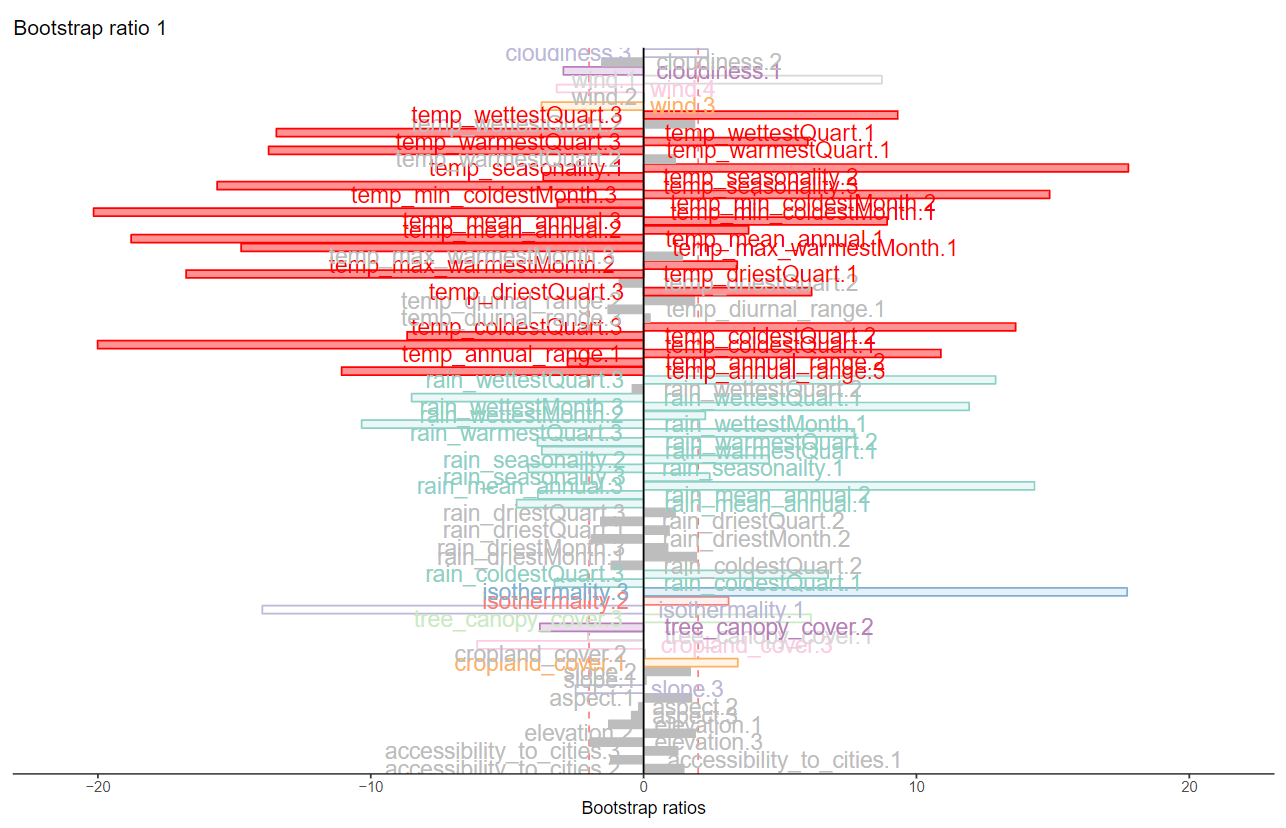 Bootstrap ratio 1
cloudiness.3
cloudiness.2
cloudiness.1
wind.1
wind.4
wind.2
wind.3
temp_wettestQuart.3
temp_wettestQuart.2
temp_wettestQuart.1
temp_warmestQuart.3
temp_warmestQuart.1
temp_warmestQuart.2
temp_seasonality.1
temp_seasonality.2
temp_seasonality.3
temp_min_coldestMonth.3
temp_min_coldestMonth.2
temp_min_coldestMonth.1
temp_mean_annual.3
temp_mean_annual.2
temp_mean_annual.1
temp_max_warmestMonth.1
temp_max_warmestMonth.3
temp_max_warmestMonth.2
temp_driestQuart.1
temp_driestQuart.2
temp_driestQuart.3
temp_diurnal_range.2
temp_diurnal_range.1
temp_diurnal_range.3
temp_coldestQuart.3
temp_coldestQuart.2
temp_coldestQuart.1
temp_annual_range.1
temp_annual_range.2
temp_annual_range.3
rain_wettestQuart.3
rain_wettestQuart.2
rain_wettestQuart.1
rain_wettestMonth.3
rain_wettestMonth.2
rain_wettestMonth.1
rain_warmestQuart.3
rain_warmestQuart.2
rain_warmestQuart.1
rain_seasonailty.2
rain_seasonailty.1
rain_seasonailty.3
rain_mean_annual.3
rain_mean_annual.2
rain_mean_annual.1
rain_driestQuart.3
rain_driestQuart.2
rain_driestQuart.1
rain_driestMonth.2
rain_driestMonth.3
rain_driestMonth.1
rain_coldestQuart.2
rain_coldestQuart.3
rain_coldestQuart.1
isothermality.3
isothermality.2
isothermality.1
tree_canopy_cover.3
tree_canopy_cover.2
tree_canopy_cover.1
cropland_cover.3
cropland_cover.2
cropland_cover.1
slope.2
slope.1
slope.3
aspect.1
aspect.2
aspect.3
elevation.1
elevation.2
elevation.3
accessibility_to_cities.3
accessibility_to_cities.1
accessibility_to_cities.2
−20
−10
0
10
20
Bootstrap ratios